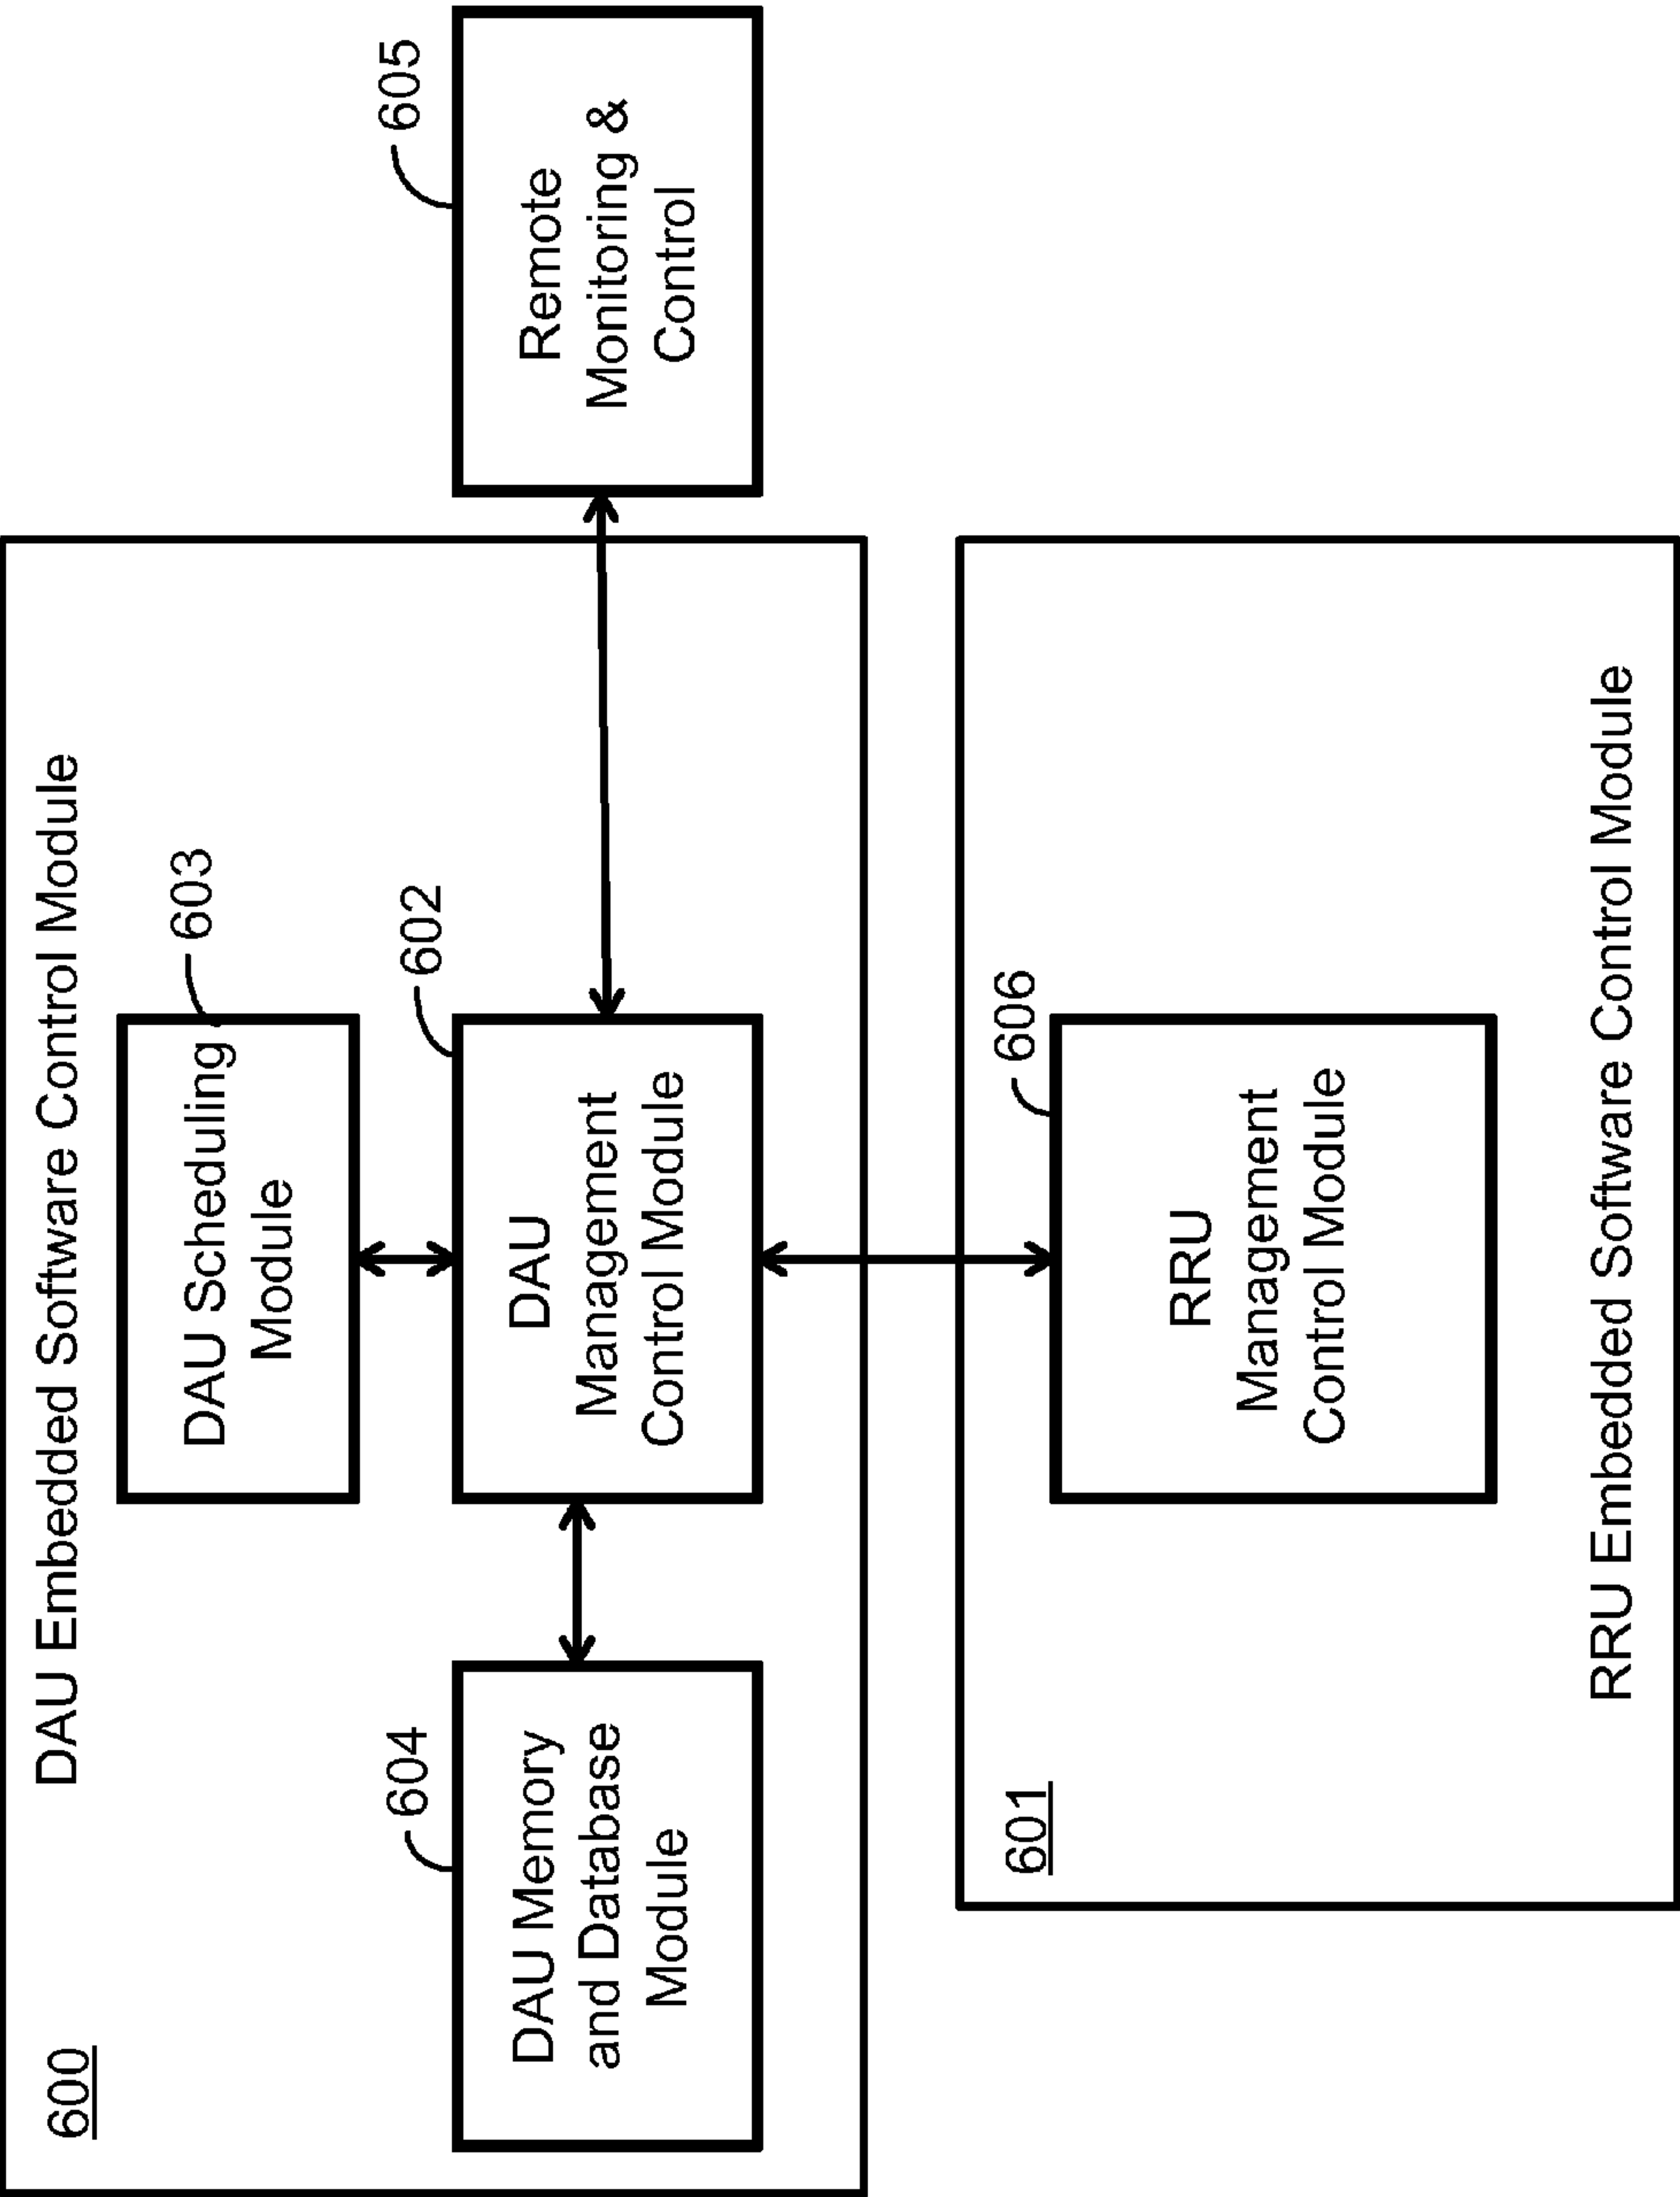 600
DAU Embedded Software Control Module
603
DAU Scheduling
Module
604
DAU Memory
and Database
Module
602
DAU
Management
Control Module
605
Remote
Monitoring &
Control
601
606
RRU
Management
Control Module
RRU Embedded Software Control Module